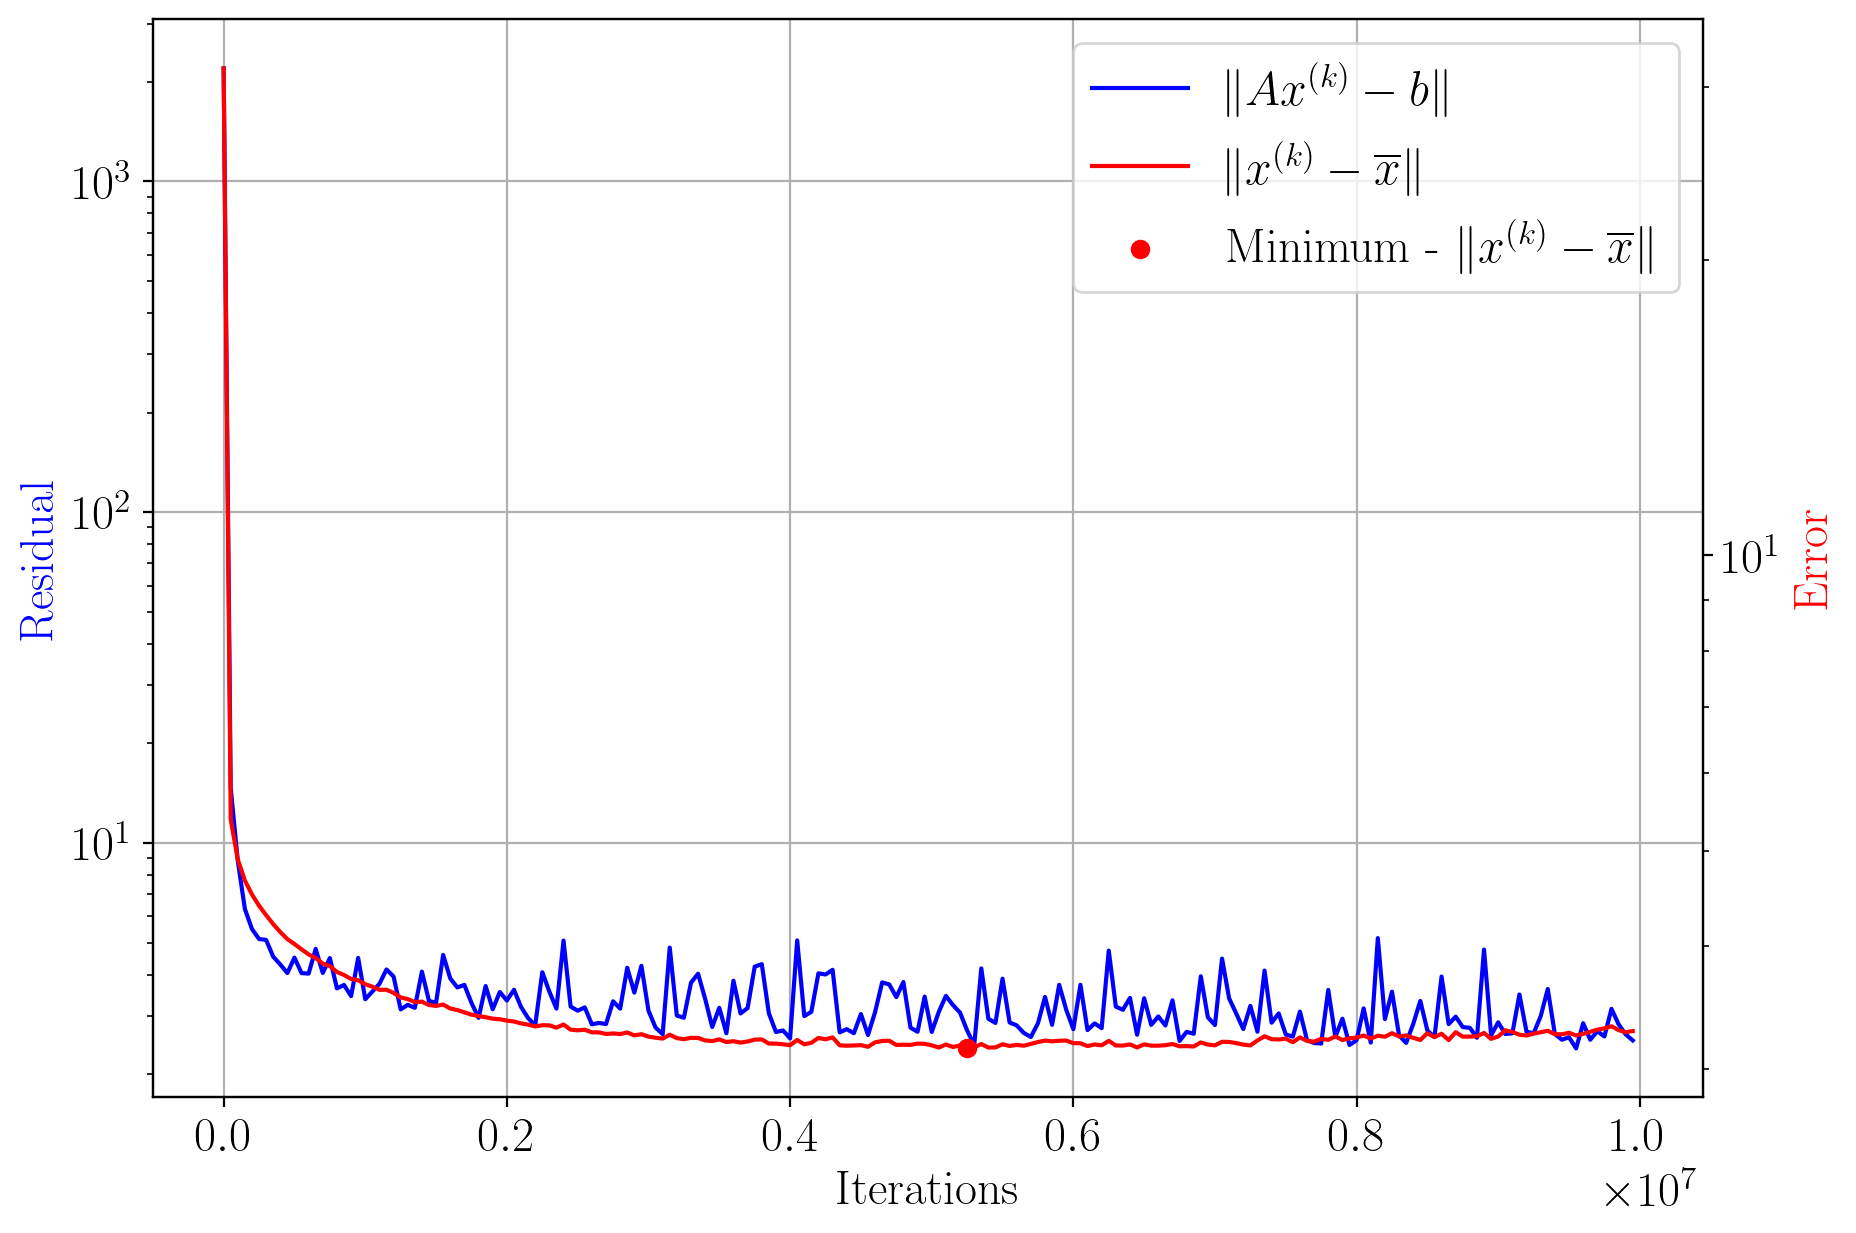 ‖Ax⁽ᵏ⁾ − b‖
‖x⁽ᵏ⁾ − x̅‖
Minimum - ‖x⁽ᵏ⁾ − x̅‖
10³
10²
10¹
Residual
10¹
Error
0.0 0.2 0.4 0.6 0.8 1.0
×10⁷
Iterations